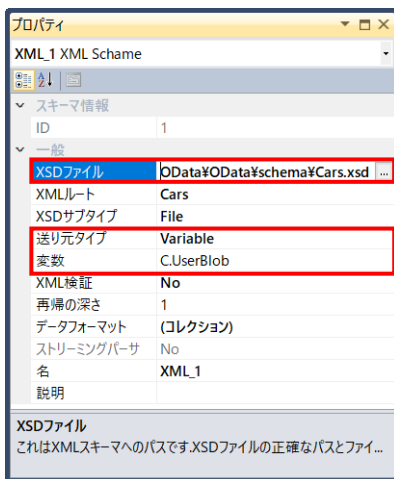 プロパティ
XML_1 XML Schame
スキーマ情報
ID 1
一般
XSDファイル OData¥OData¥schema¥Cars.xsd ...
XMLルート Cars
XSDサブタイプ File
送り元タイプ Variable
変数 C.UserBlob
XML検証 No
再帰の深さ 1
データフォーマット (コレクション)
ストリーミングパーサ No
名 XML_1
説明
XSDファイル
これはXMLスキーマへのパスです.XSDファイルの正確なパスとファイ...